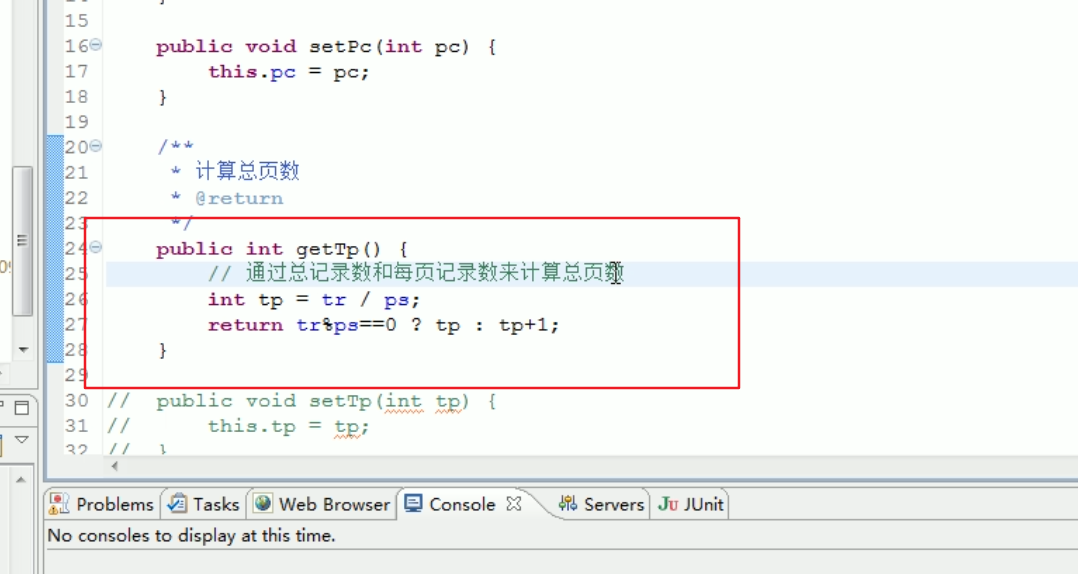 15
16 public void setPc(int pc) {
17 this.pc = pc;
18 }
19
20 /**
21 * 计算总页数
22 * @return
23 */
24 public int getTp() {
25 // 通过总记录数和每页记录数来计算总页数
26 int tp = tr / ps;
27 return tr%ps==0 ? tp : tp+1;
28 }
29
30 // public void setTp(int tp) {
31 // this.tp = tp;
32 // }
Problems Tasks Web Browser Console Servers JUnit
No consoles to display at this time.